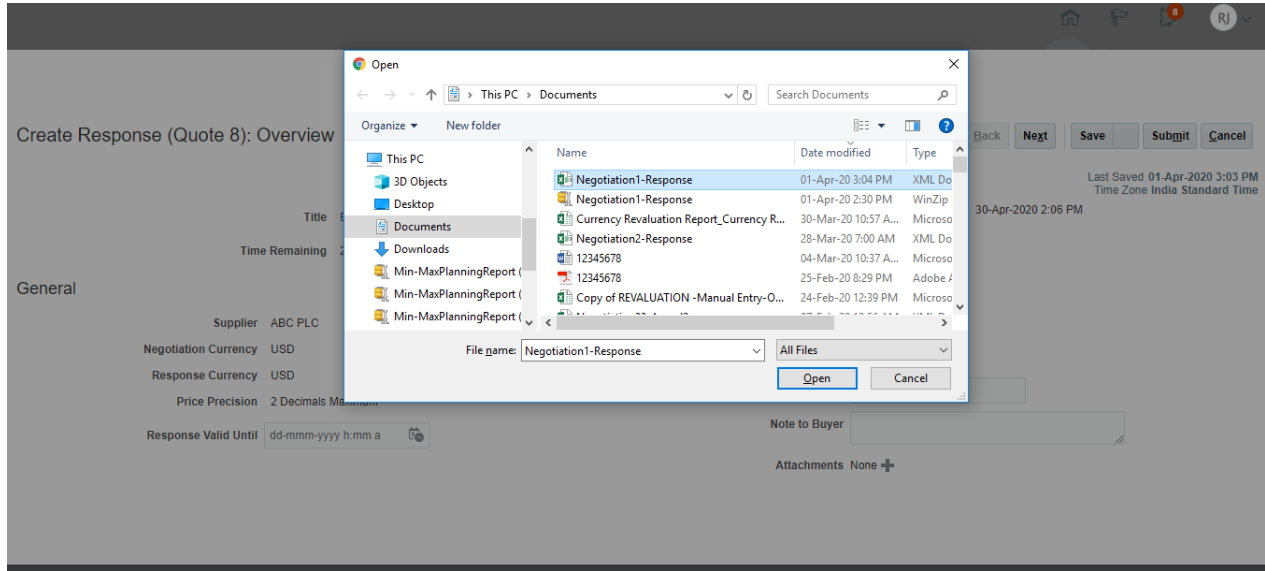 8
RJ
Open
This PC > Documents
Search Documents
Organize
New folder
?
Create Response (Quote 8): Overview
Back Next Save Submit Cancel
Last Saved 01-Apr-2020 3:03 PM
Time Zone India Standard Time
Title
30-Apr-2020 2:06 PM
Time Remaining 2
This PC
3D Objects
Desktop
Documents
Downloads
Min-MaxPlanningReport (
Min-MaxPlanningReport (
Min-MaxPlanningReport (
Name Date modified Type
Negotiation1-Response 01-Apr-20 3:04 PM XML Do
Negotiation1-Response 01-Apr-20 2:30 PM WinZip
Currency Revaluation Report_Currency R... 30-Mar-20 10:57 A... Microso
Negotiation2-Response 28-Mar-20 7:00 AM XML Do
12345678 04-Mar-20 10:37 A... Microso
12345678 25-Feb-20 8:29 PM Adobe A
Copy of REVALUATION -Manual Entry-O... 24-Feb-20 12:39 PM Microso
File name: Negotiation1-Response
All Files
Open Cancel
General
Supplier ABC PLC
Negotiation Currency USD
Response Currency USD
Price Precision 2 Decimals Maximum
Response Valid Until dd-mmm-yyyy h:mm a
Note to Buyer
Attachments None